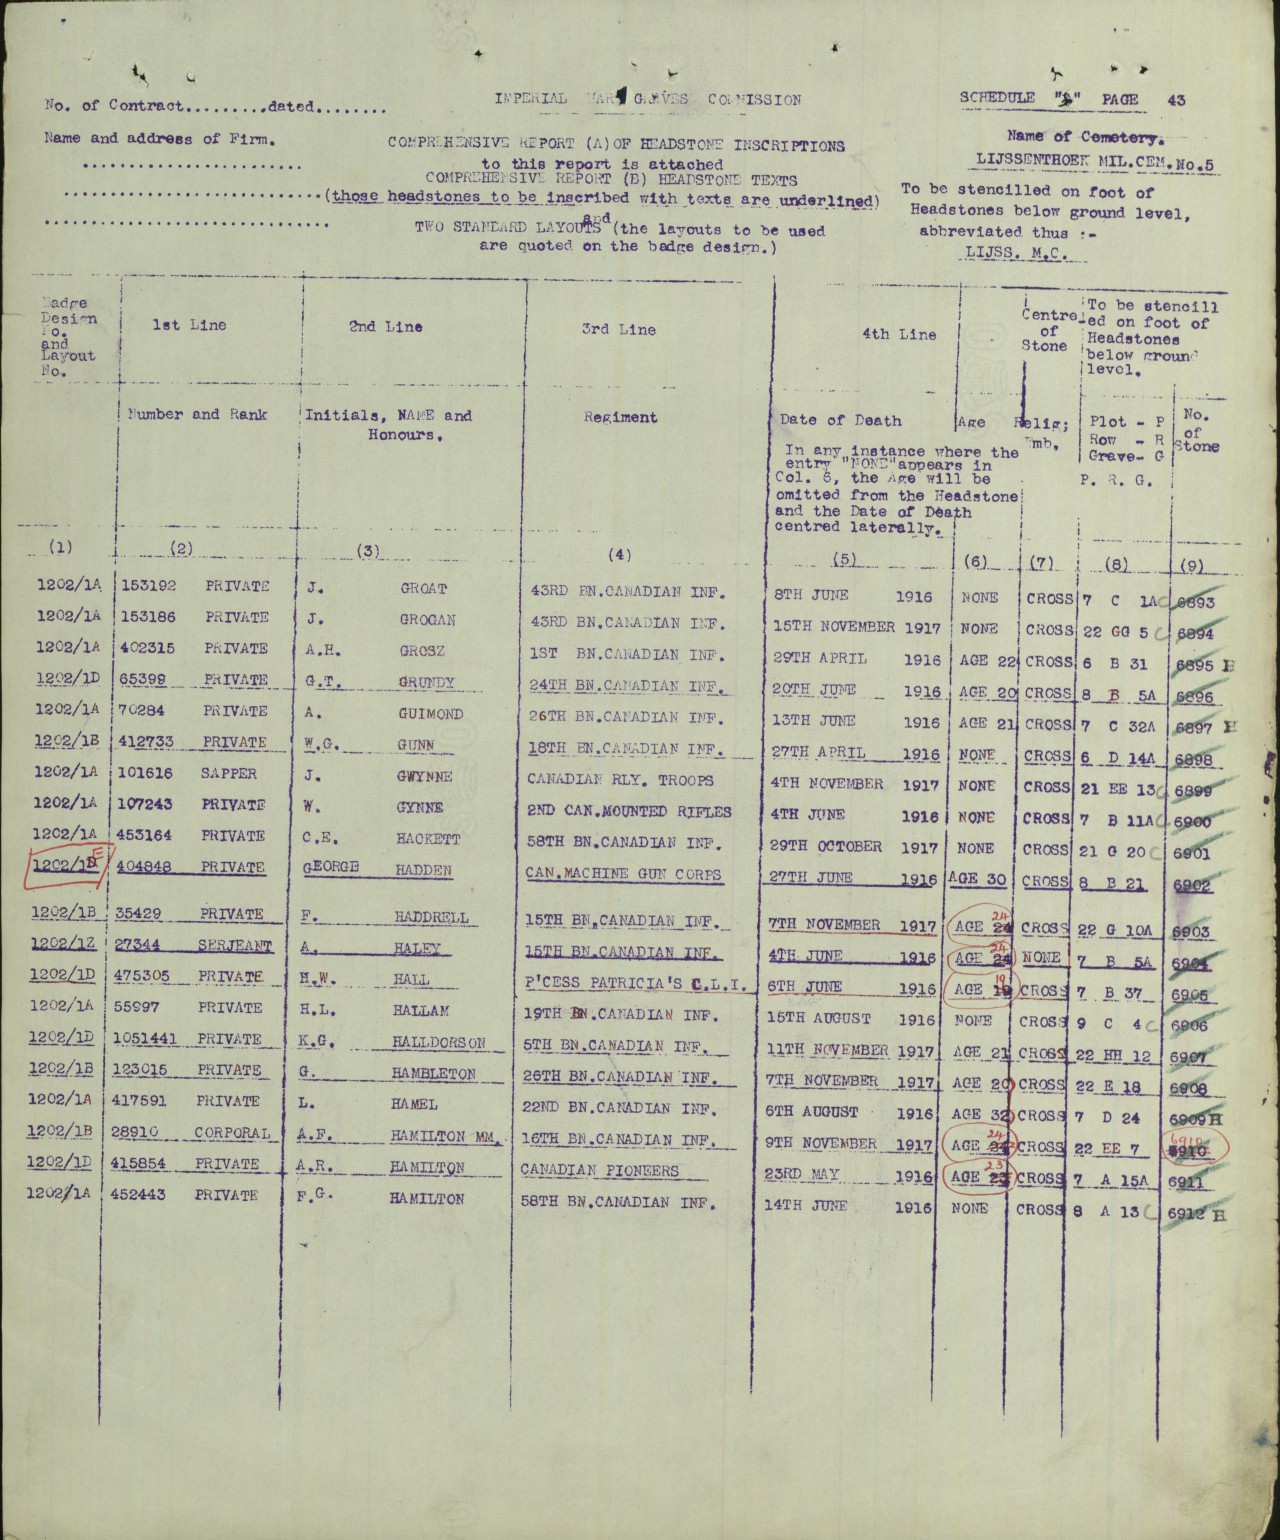 No. of Contract.........dated........
IMPERIAL WAR GRAVES COMMISSION
SCHEDULE "A" PAGE 43
Name and address of Firm.
COMPREHENSIVE REPORT (A) OF HEADSTONE INSCRIPTIONS
to this report is attached
COMPREHENSIVE REPORT (B) HEADSTONE TEXTS
(those headstones to be inscribed with texts are underlined)
and
TWO STANDARD LAYOUTS (the layouts to be used
are quoted on the badge design.)
Name of Cemetery.
LIJSSENTHOEK MIL.CEM.No.5
To be stencilled on foot of
Headstones below ground level,
abbreviated thus :-
LIJSS. M.C.
Badge
Design
No.
and
Layout
No.
1st Line
2nd Line
3rd Line
4th Line
Centre
of
Stone
To be stencill
ed on foot of
Headstones
below ground
level.
Number and Rank
Initials, NAME and
Honours.
Regiment
Date of Death
Age
Relig;
Emb.
Plot - P
Row - R
Grave- G
P. R. G.
No.
of
Stone
In any instance where the
entry "NONE"appears in
Col. 6, the Age will be
omitted from the Headstone
and the Date of Death
centred laterally.
(1) (2) (3) (4) (5) (6) (7) (8) (9)
1202/1A 153192 PRIVATE J. GROAT 43RD BN.CANADIAN INF. 8TH JUNE 1916 NONE CROSS 7 C 1A C 6893
1202/1A 153186 PRIVATE J. GROGAN 43RD BN.CANADIAN INF. 15TH NOVEMBER 1917 NONE CROSS 22 GG 5 C 6894
1202/1A 402315 PRIVATE A.H. GROSZ 1ST BN.CANADIAN INF. 29TH APRIL 1916 AGE 22 CROSS 6 B 31 6895 H
1202/1D 65399 PRIVATE G.T. GRUNDY 24TH BN.CANADIAN INF. 20TH JUNE 1916 AGE 20 CROSS 8 B 5A 6896
1202/1A 70284 PRIVATE A. GUIMOND 26TH BN.CANADIAN INF. 13TH JUNE 1916 AGE 21 CROSS 7 C 32A 6897 H
1202/1B 412733 PRIVATE W.G. GUNN 18TH BN.CANADIAN INF. 27TH APRIL 1916 NONE CROSS 6 D 14A 6898
1202/1A 101616 SAPPER J. GWYNNE CANADIAN RLY. TROOPS 4TH NOVEMBER 1917 NONE CROSS 21 EE 13 C 6899
1202/1A 107243 PRIVATE W. GYNNE 2ND CAN.MOUNTED RIFLES 4TH JUNE 1916 NONE CROSS 7 B 11A C 6900
1202/1A 453164 PRIVATE C.E. HACKETT 58TH BN.CANADIAN INF. 29TH OCTOBER 1917 NONE CROSS 21 G 20 C 6901
1202/1D E 404848 PRIVATE GEORGE HADDEN CAN.MACHINE GUN CORPS 27TH JUNE 1916 AGE 30 CROSS 8 B 21 6902
1202/1B 35429 PRIVATE F. HADDRELL 15TH BN.CANADIAN INF. 7TH NOVEMBER 1917 AGE 24 24 CROSS 22 G 10A 6903
1202/1Z 27344 SERJEANT A. HALEY 15TH BN.CANADIAN INF. 4TH JUNE 1916 AGE 24 24 NONE 7 B 5A 6904
1202/1D 475305 PRIVATE H.W. HALL P'CESS PATRICIA'S C.L.I. 6TH JUNE 1916 AGE 19 19 CROSS 7 B 37 6905
1202/1A 55997 PRIVATE H.L. HALLAM 19TH BN.CANADIAN INF. 15TH AUGUST 1916 NONE CROSS 9 C 4 C 6906
1202/1D 1051441 PRIVATE K.G. HALLDORSON 5TH BN.CANADIAN INF. 11TH NOVEMBER 1917 AGE 21 CROSS 22 HH 12 6907
1202/1B 123015 PRIVATE G. HAMBLETON 26TH BN.CANADIAN INF. 7TH NOVEMBER 1917 AGE 20 CROSS 22 E 18 6908
1202/1A 417591 PRIVATE L. HAMEL 22ND BN.CANADIAN INF. 6TH AUGUST 1916 AGE 32 CROSS 7 D 24 6909 H
1202/1B 28910 CORPORAL A.F. HAMILTON MM. 16TH BN.CANADIAN INF. 9TH NOVEMBER 1917 AGE 24 24 CROSS 22 EE 7 6910 6910
1202/1D 415854 PRIVATE A.R. HAMILTON CANADIAN PIONEERS 23RD MAY 1916 AGE 23 23 CROSS 7 A 15A 6911
1202/1A 452443 PRIVATE F.G. HAMILTON 58TH BN.CANADIAN INF. 14TH JUNE 1916 NONE CROSS 8 A 13 C 6912 H